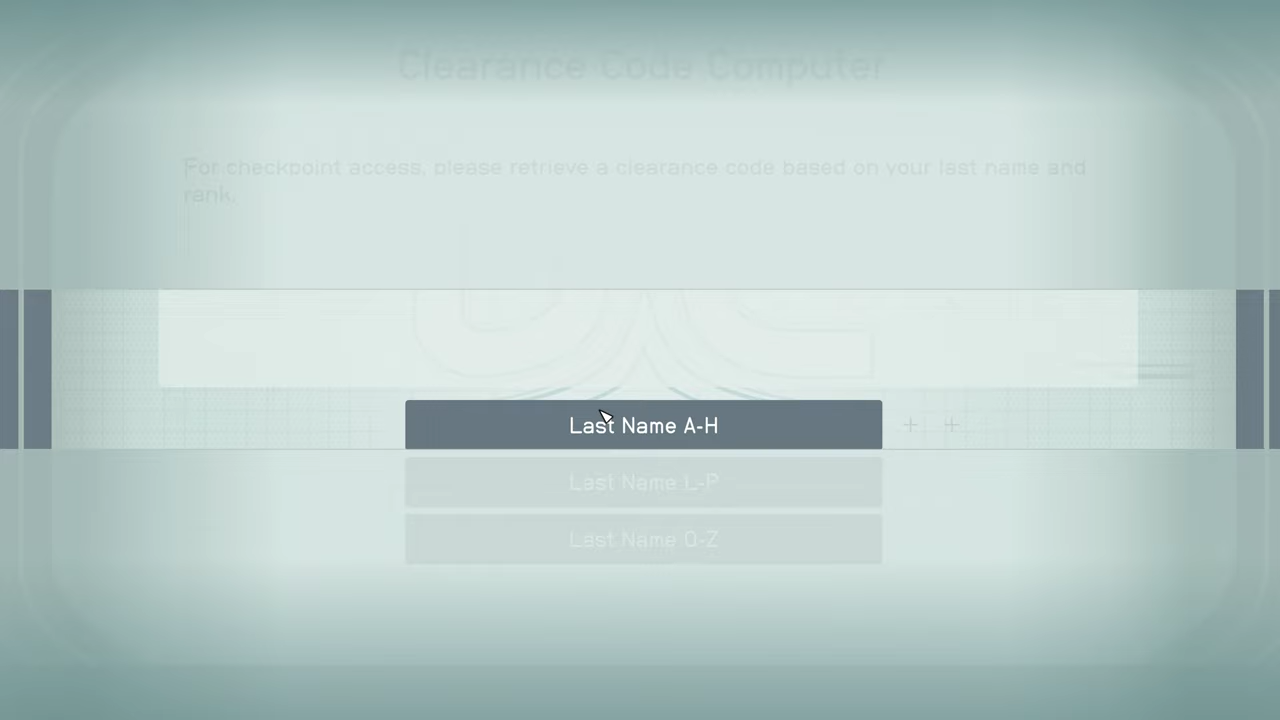 Clearance Code Computer
For checkpoint access, please retrieve a clearance code based on your last name and
rank.
Last Name A-H
Last Name L-P
Last Name Q-Z